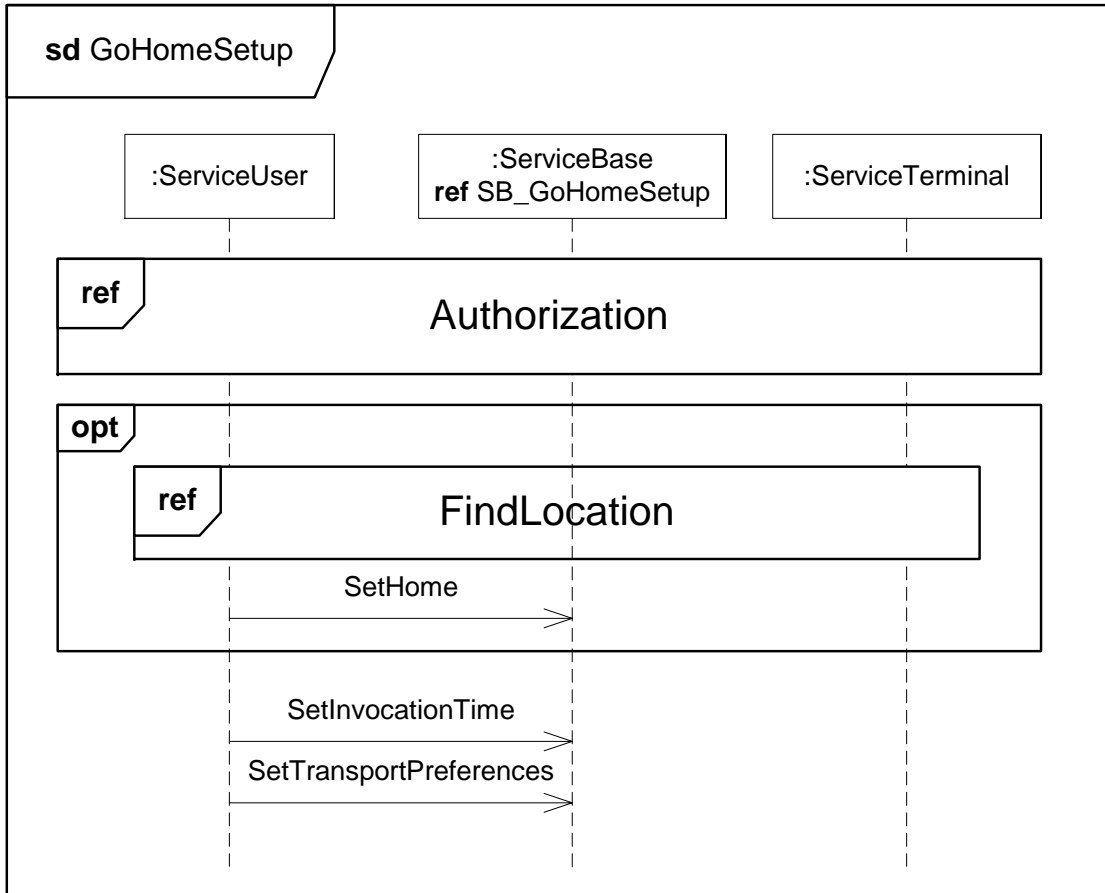 sd GoHomeSetup
:ServiceUser
:ServiceBase
ref SB_GoHomeSetup
:ServiceTerminal
ref
Authorization
opt
ref
FindLocation
SetHome
SetInvocationTime
SetTransportPreferences